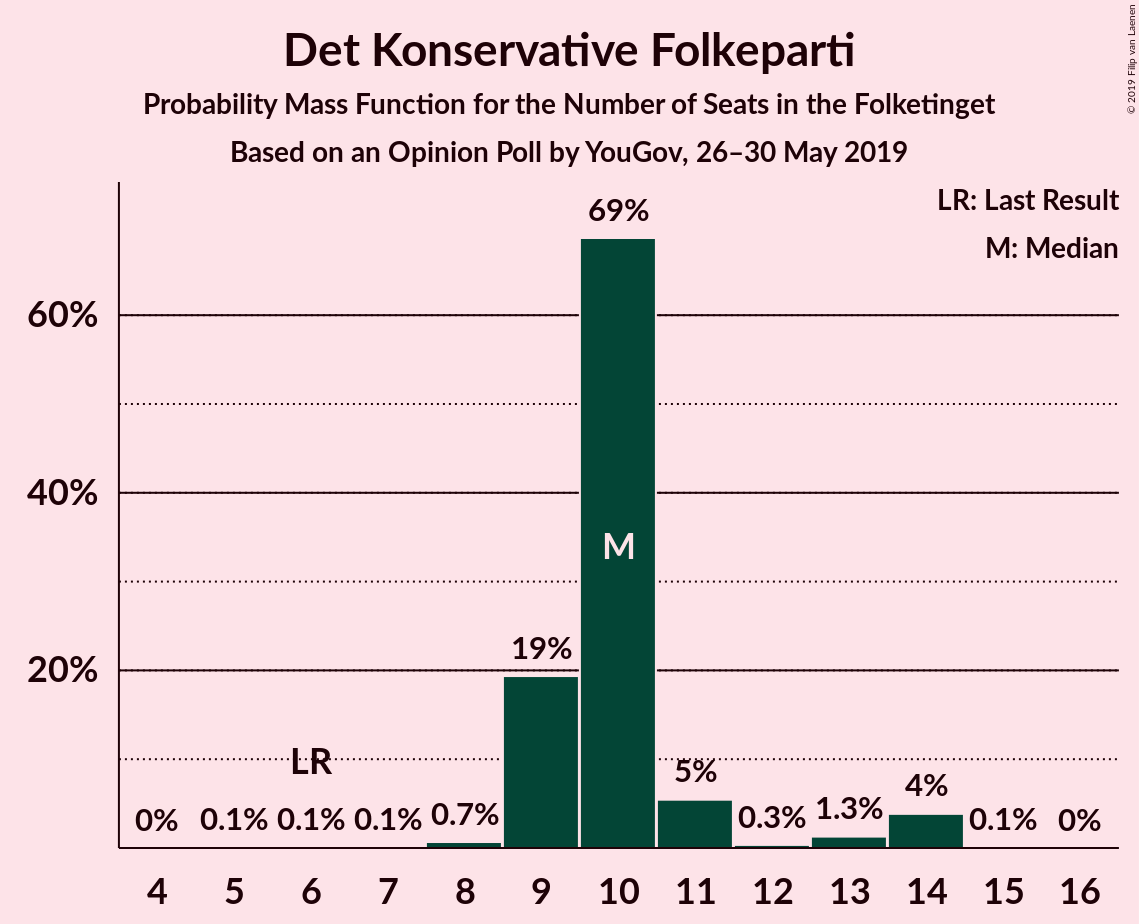 Det Konservative Folkeparti
Probability Mass Function for the Number of Seats in the Folketinget
Based on an Opinion Poll by YouGov, 26–30 May 2019
© 2019 Filip van Laenen
LR: Last Result
M: Median
69%
60%
40%
M
19%
20%
LR
5%
4%
0%
0.1%
0.1%
0.1%
0.7%
0.3%
1.3%
0.1%
0%
4 5 6 7 8 9 10 11 12 13 14 15 16